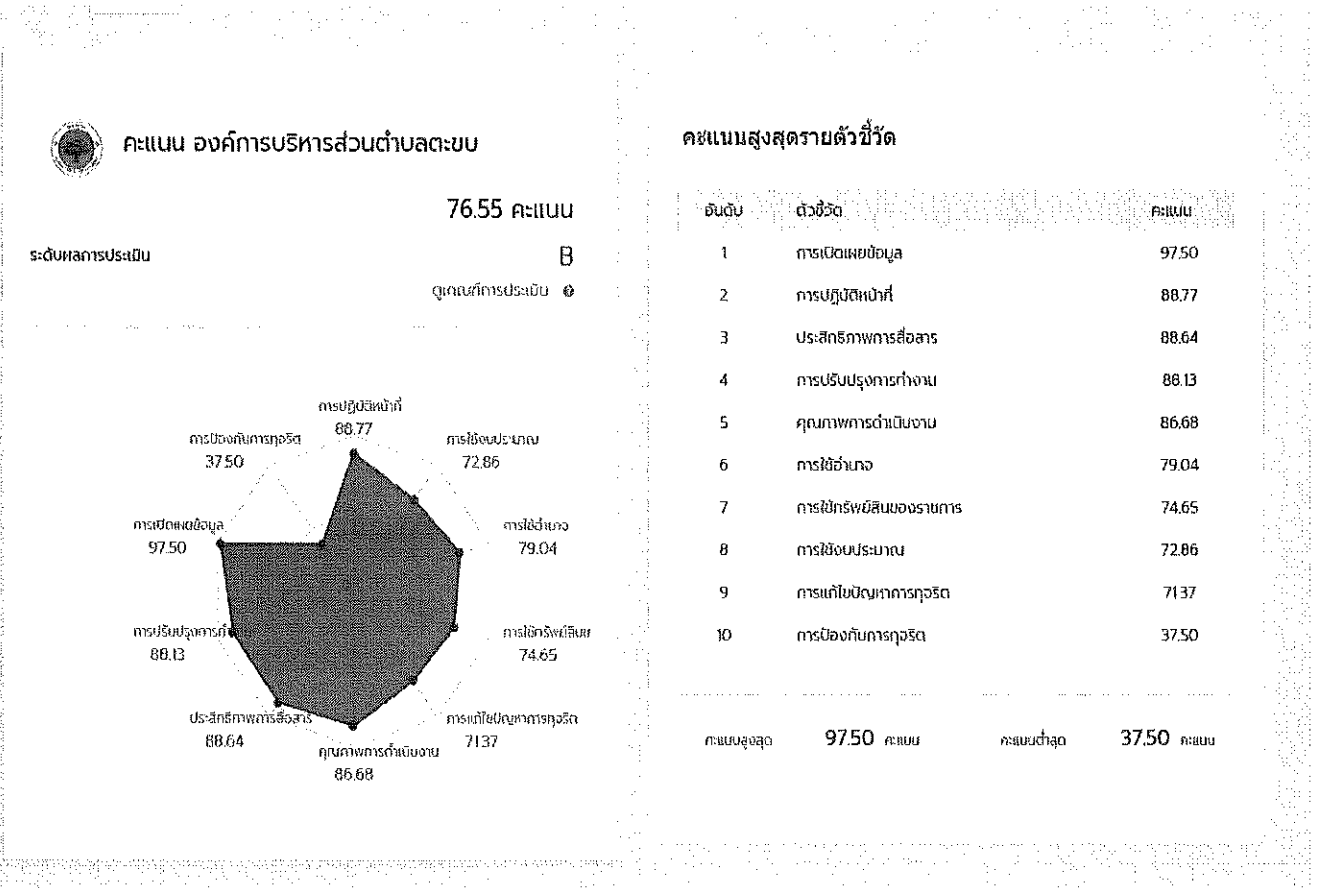 คะแนน องค์การบริหารส่วนตำบลตะขบ
76.55 คะแนน
ระดับผลการประเมิน B
ดูเกณฑ์การประเมิน
การปฏิบัติหน้าที่
88.77
การป้องกันการทุจริต
37.50
การใช้งบประมาณ
72.86
การเปิดเผยข้อมูล
97.50
การใช้อำนาจ
79.04
การปรับปรุงการทำ
88.13
การใช้ทรัพย์สินข
74.65
ประสิทธิภาพการสื่อสาร
88.64
การแก้ไขปัญหาการทุจริต
71.37
คุณภาพการดำเนินงาน
86.68
คะแนนสูงสุดรายตัวชี้วัด
อันดับ ตัวชี้วัด คะแนน
1 การเปิดเผยข้อมูล 97.50
2 การปฏิบัติหน้าที่ 88.77
3 ประสิทธิภาพการสื่อสาร 88.64
4 การปรับปรุงการทำงาน 88.13
5 คุณภาพการดำเนินงาน 86.68
6 การใช้อำนาจ 79.04
7 การใช้ทรัพย์สินของราชการ 74.65
8 การใช้งบประมาณ 72.86
9 การแก้ไขปัญหาการทุจริต 71.37
10 การป้องกันการทุจริต 37.50
คะแนนสูงสุด 97.50 คะแนน คะแนนต่ำสุด 37.50 คะแนน